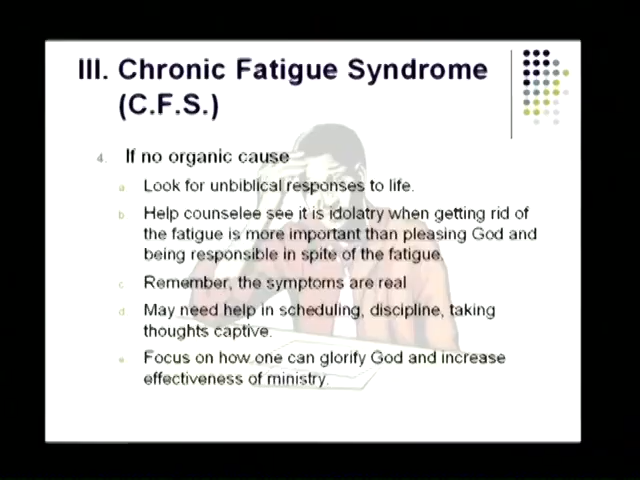 III. Chronic Fatigue Syndrome
(C.F.S.)
4. If no organic cause
a Look for unbiblical responses to life.
b Help counselee see it is idolatry when getting rid of
the fatigue is more important than pleasing God and
being responsible in spite of the fatigue.
c Remember, the symptoms are real
d May need help in scheduling, discipline, taking
thoughts captive.
e Focus on how one can glorify God and increase
effectiveness of ministry.